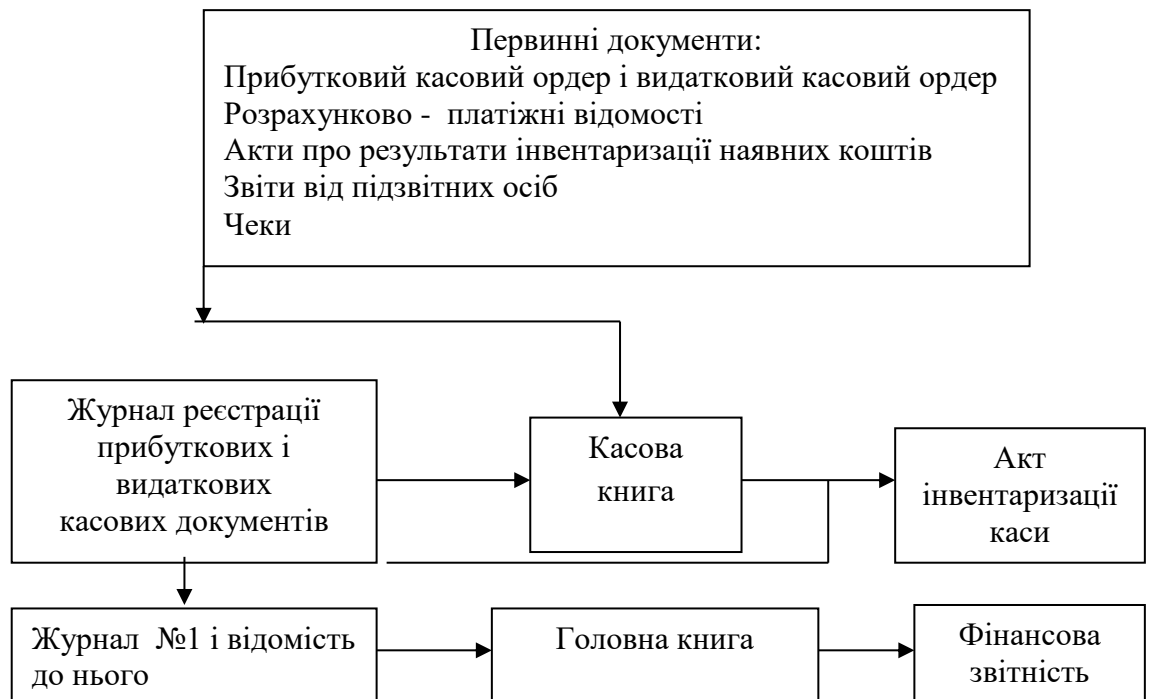 Первинні документи:
Прибутковий касовий ордер і видатковий касовий ордер
Розрахунково - платіжні відомості
Акти про результати інвентаризації наявних коштів
Звіти від підзвітних осіб
Чеки
Журнал реєстрації
прибуткових і
видаткових
касових документів
Касова
книга
Акт
інвентаризації
каси
Журнал №1 і відомість
до нього
Головна книга
Фінансова
звітність